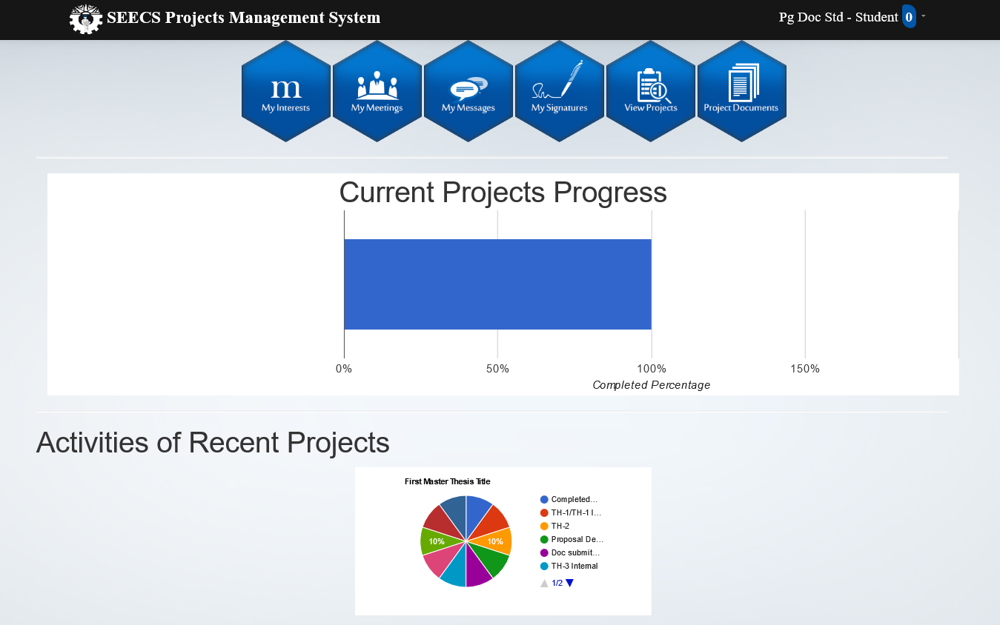 SEECS Projects Management System
Pg Doc Std - Student 0
m
My Interests
My Meetings
My Messages
My Signatures
View Projects
Project Documents
Current Projects Progress
0% 50% 100% 150%
Completed Percentage
Activities of Recent Projects
First Master Thesis Title
Completed...
TH-1/TH-1 I...
TH-2
10% 10%
Proposal De...
Doc submit...
TH-3 Internal
1/2